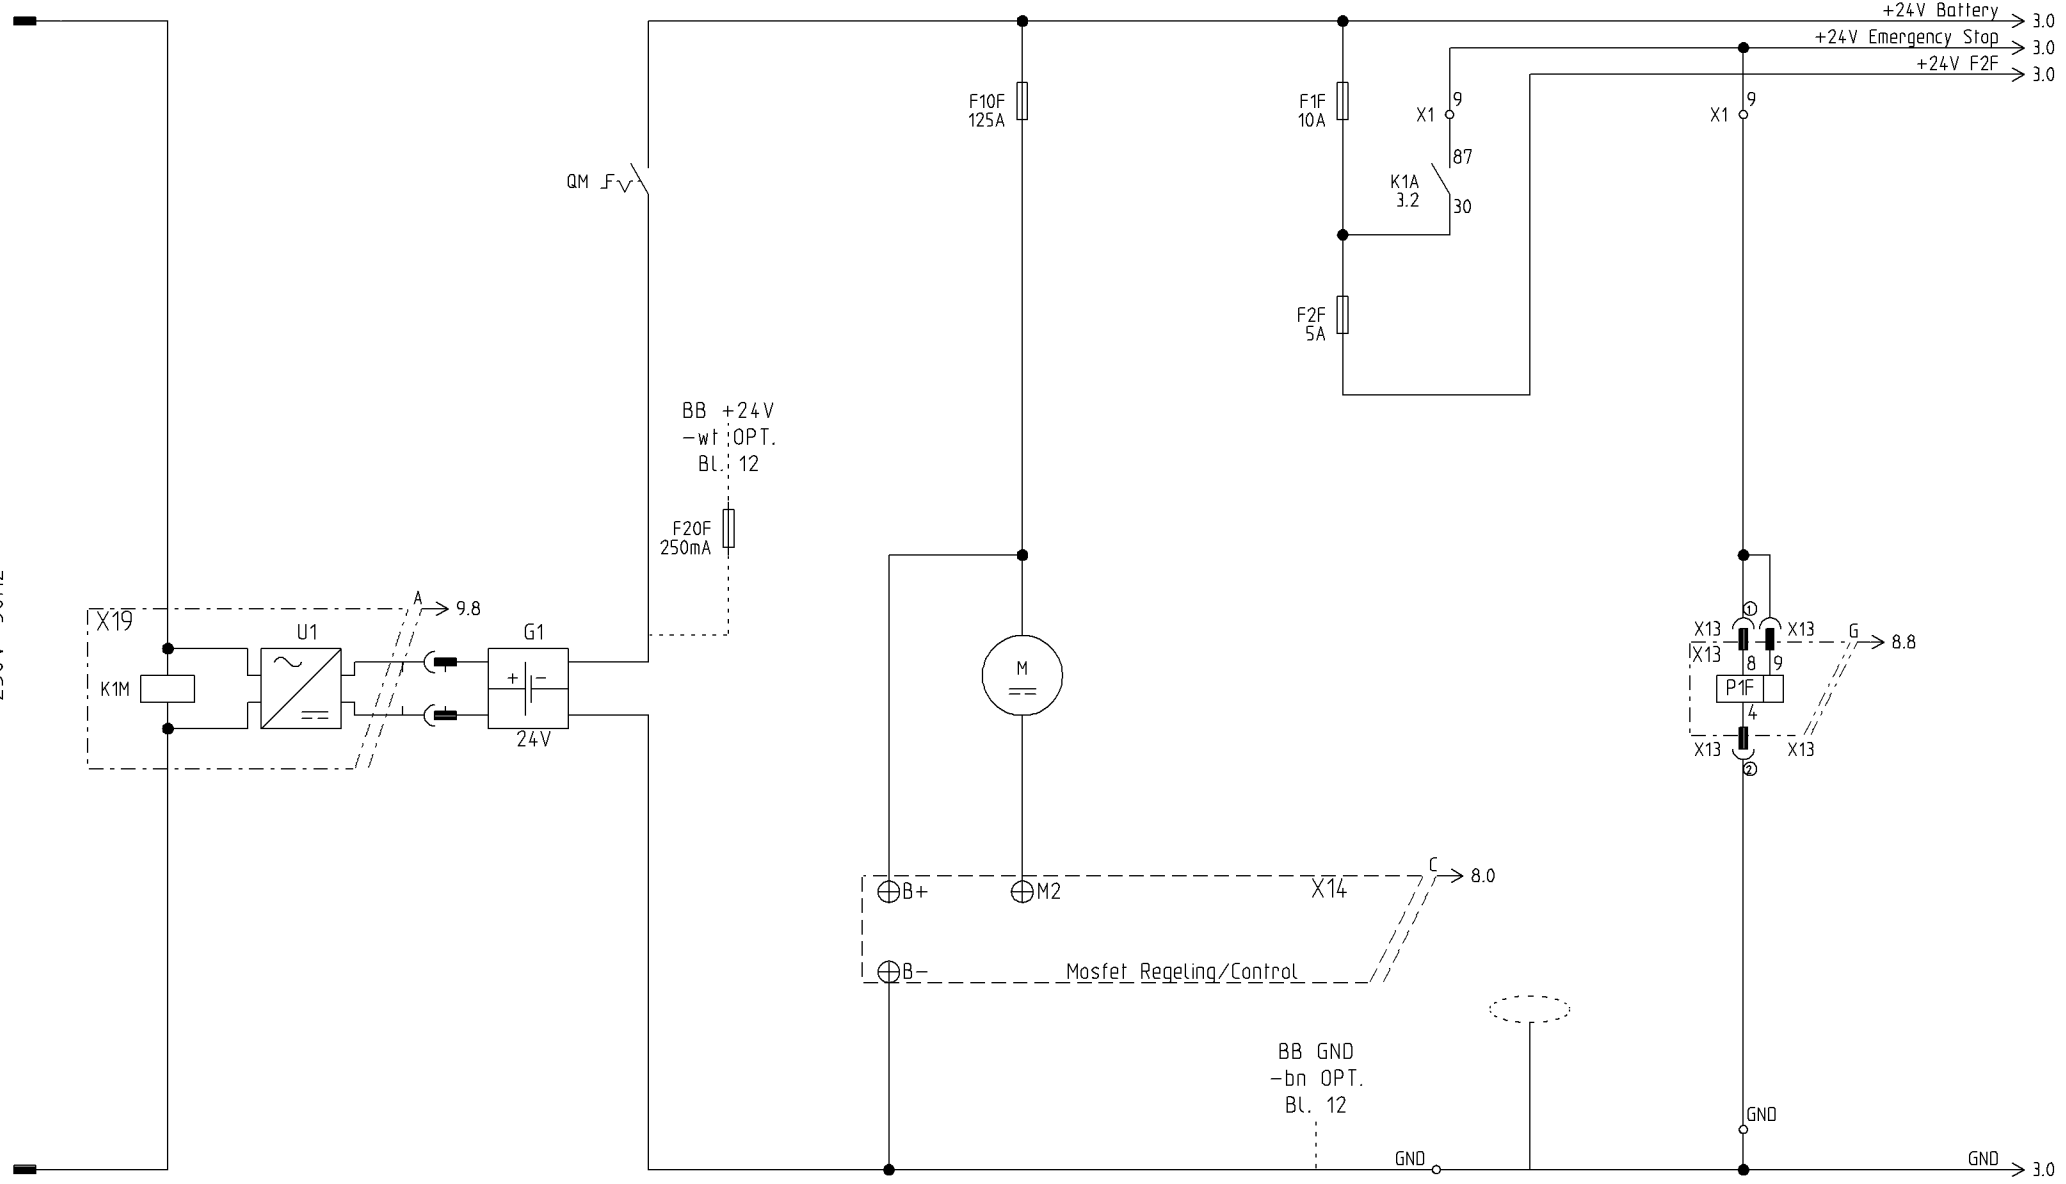 +24V Battery
3.0
+24V Emergency Stop
3.0
+24V F2F
3.0
F10F
125A
F1F
10A
X1
9
X1
9
87
K1A
3.2
30
QM
F2F
5A
BB +24V
-wt OPT.
Bl. 12
F20F
250mA
A
9.8
X19
U1
G1
K1M
+
-
24V
M
1
X13
X13
G
8.8
X13
8
9
P1F
4
X13
X13
2
C
8.0
B+
M2
X14
B-
Mosfet Regeling/Control
BB GND
-bn OPT.
Bl. 12
GND
GND
GND
3.0